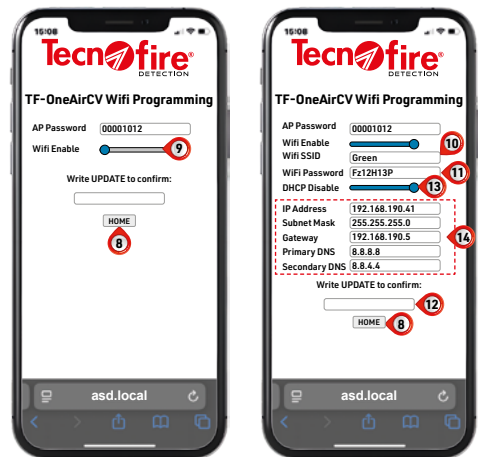 15:08
Tecnofire®
DETECTION
TF-OneAirCV Wifi Programming
AP Password 00001012
Wifi Enable 9
Write UPDATE to confirm:
HOME
8
asd.local
15:08
Tecnofire®
DETECTION
TF-OneAirCV Wifi Programming
AP Password 00001012
Wifi Enable 10
Wifi SSID Green
WiFi Password Fz12H13P 11
DHCP Disable 13
IP Address 192.168.190.41
Subnet Mask 255.255.255.0
Gateway 192.168.190.5 14
Primary DNS 8.8.8.8
Secondary DNS 8.8.4.4
Write UPDATE to confirm:
12
HOME 8
asd.local